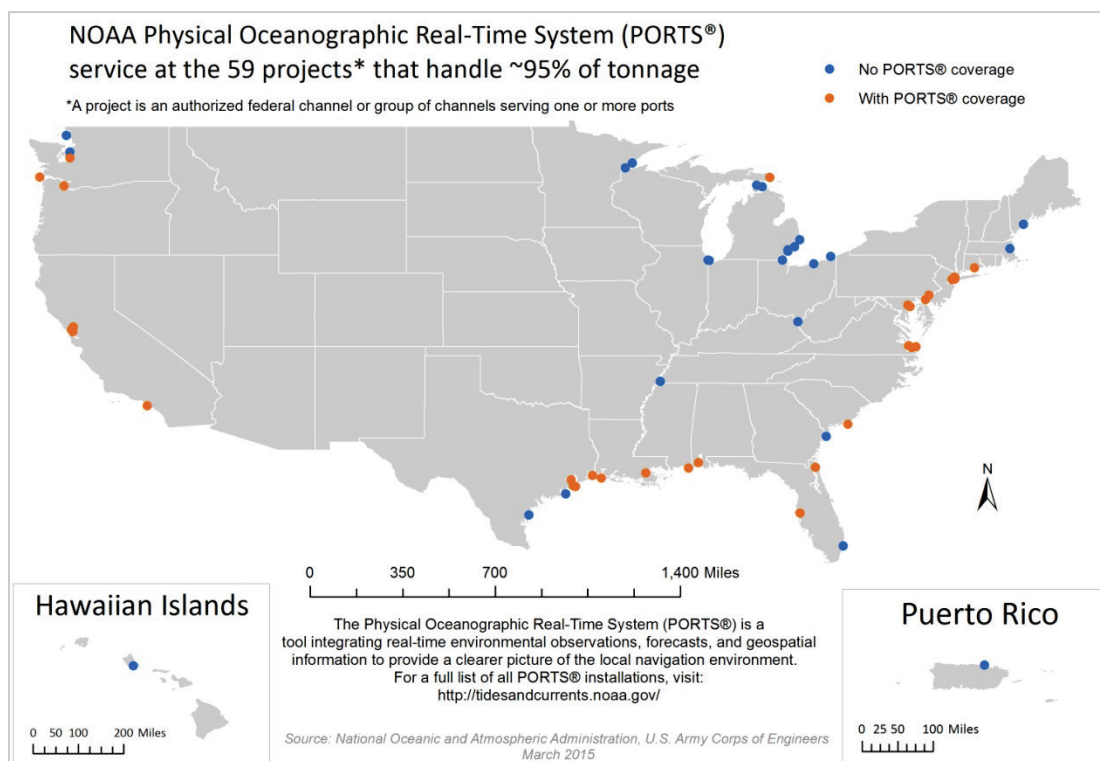 NOAA Physical Oceanographic Real-Time System (PORTS®)
service at the 59 projects* that handle ~95% of tonnage
*A project is an authorized federal channel or group of channels serving one or more ports
No PORTS® coverage
With PORTS® coverage
N
0 350 700 1,400 Miles
The Physical Oceanographic Real-Time System (PORTS®) is a
tool integrating real-time environmental observations, forecasts, and geospatial
information to provide a clearer picture of the local navigation environment.
For a full list of all PORTS® installations, visit:
http://tidesandcurrents.noaa.gov/
Source: National Oceanic and Atmospheric Administration, U.S. Army Corps of Engineers
March 2015
Hawaiian Islands
0 50 100 200 Miles
Puerto Rico
0 25 50 100 Miles